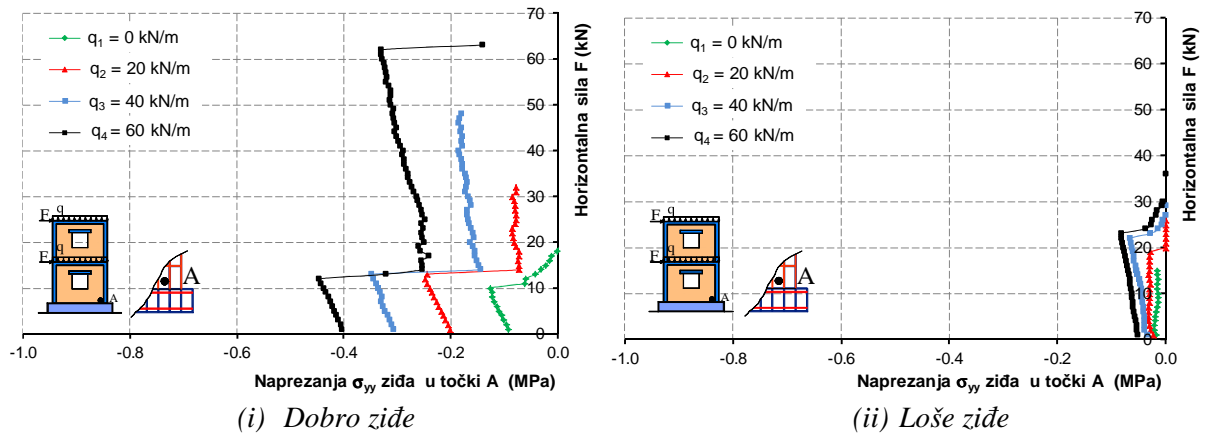 70
60
50
40
30
20
10
0
-1.0 -0.8 -0.6 -0.4 -0.2 0.0
Horizontalna sila F (kN)
Naprezanja σyy ziđa u točki A (MPa)
q1 = 0 kN/m
q2 = 20 kN/m
q3 = 40 kN/m
q4 = 60 kN/m
q
F
q
F
A
A
(i) Dobro ziđe
70
60
50
40
30
20
10
0
-1.0 -0.8 -0.6 -0.4 -0.2 0.0
Horizontalna sila F (kN)
Naprezanja σyy ziđa u točki A (MPa)
q1 = 0 kN/m
q2 = 20 kN/m
q3 = 40 kN/m
q4 = 60 kN/m
q
F
q
F
A
A
(ii) Loše ziđe